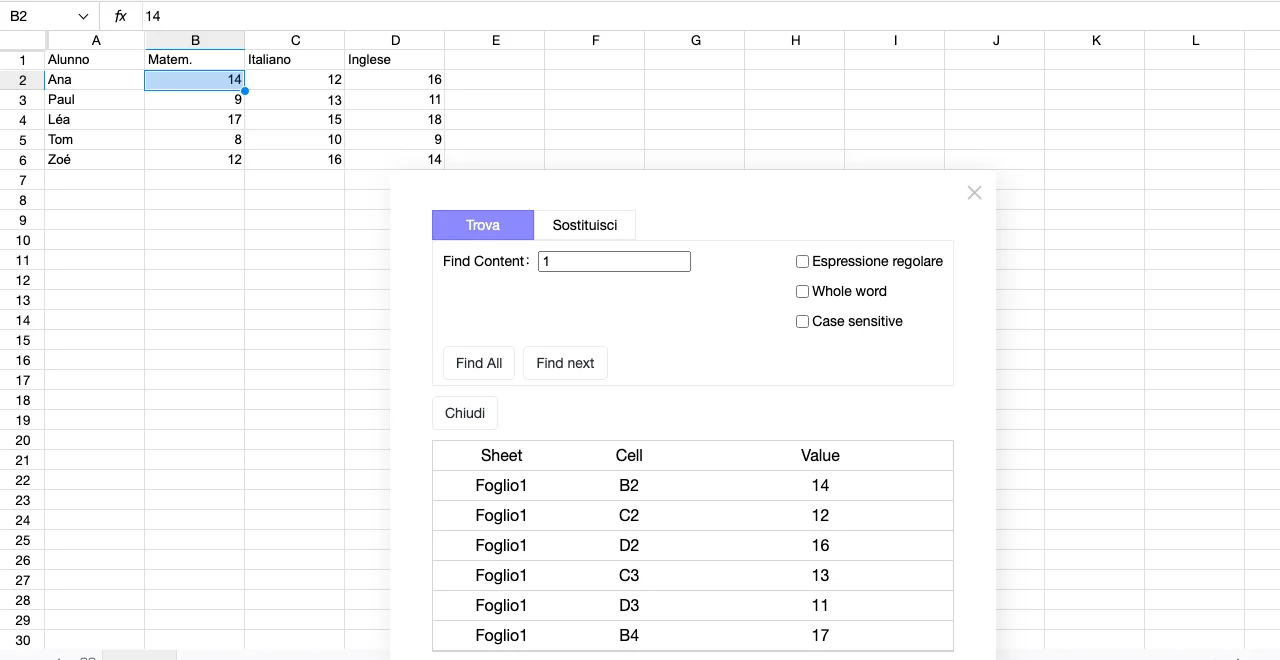 B2 fx 14
A B C D E F G H I J K L
1 Alunno Matem. Italiano Inglese
2 Ana 14 12 16
3 Paul 9 13 11
4 Léa 17 15 18
5 Tom 8 10 9
6 Zoé 12 16 14
7
8
9 Trova Sostituisci
10
11 Find Content: 1 Espressione regolare
12
13 Whole word
14 Case sensitive
15
16 Find All Find next
17
18
19 Chiudi
20
21 Sheet Cell Value
22 Foglio1 B2 14
23
24 Foglio1 C2 12
25 Foglio1 D2 16
26
27 Foglio1 C3 13
28 Foglio1 D3 11
29
30 Foglio1 B4 17